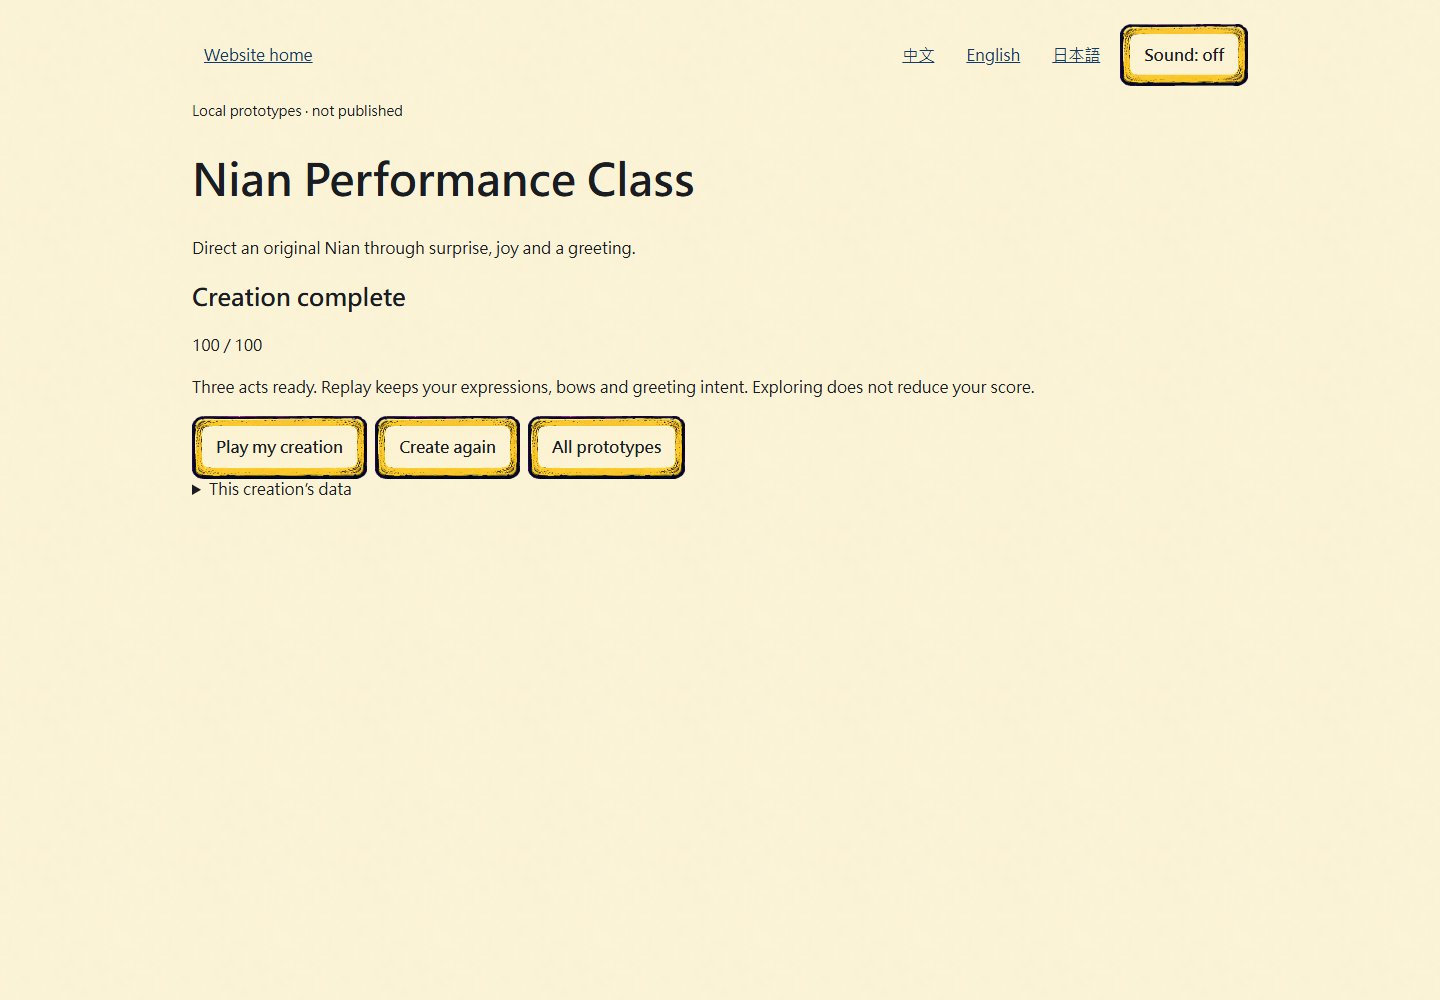 Website home
中文 English 日本語 Sound: off
Local prototypes · not published
Nian Performance Class
Direct an original Nian through surprise, joy and a greeting.
Creation complete
100 / 100
Three acts ready. Replay keeps your expressions, bows and greeting intent. Exploring does not reduce your score.
Play my creation Create again All prototypes
This creation’s data